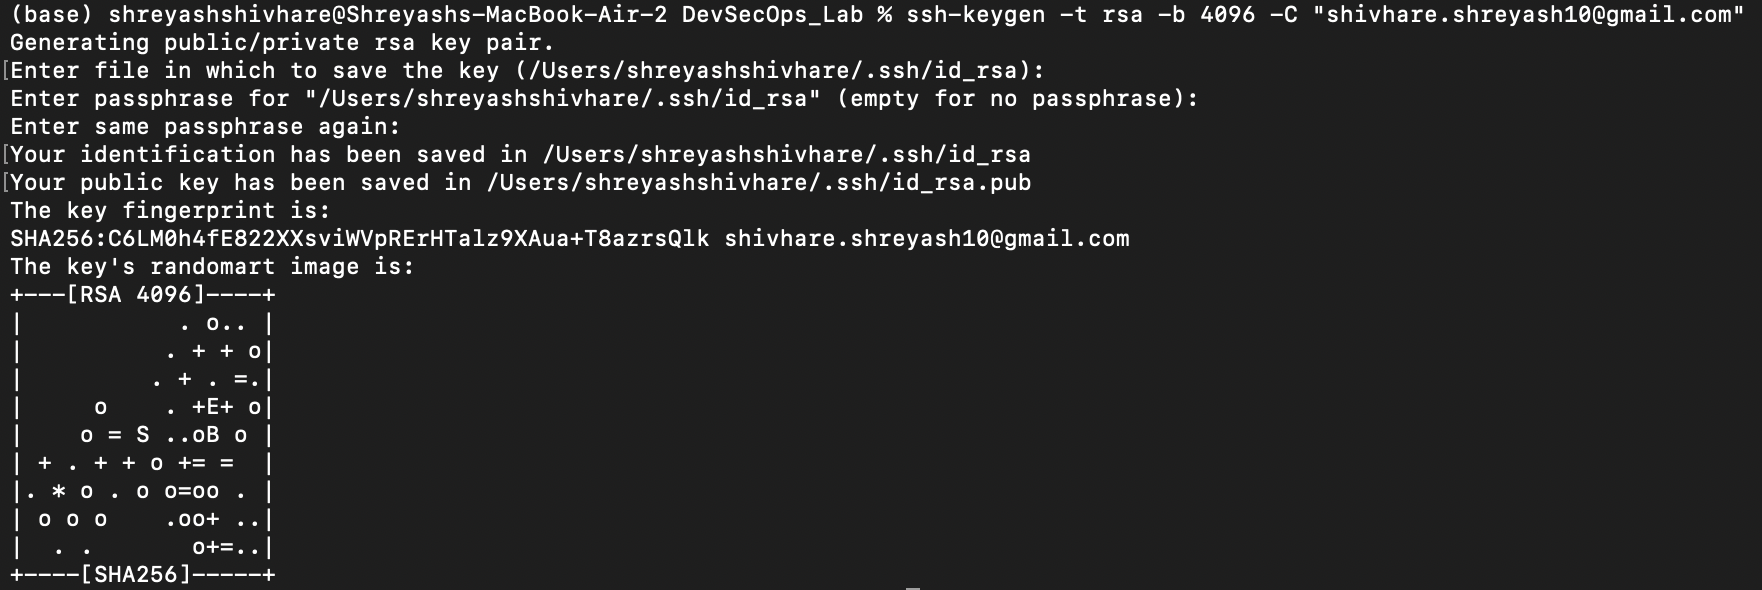 (base) shreyashshivhare@Shreyashs-MacBook-Air-2 DevSecOps_Lab % ssh-keygen -t rsa -b 4096 -C "shivhare.shreyash10@gmail.com"
Generating public/private rsa key pair.
[Enter file in which to save the key (/Users/shreyashshivhare/.ssh/id_rsa):
Enter passphrase for "/Users/shreyashshivhare/.ssh/id_rsa" (empty for no passphrase):
Enter same passphrase again:
[Your identification has been saved in /Users/shreyashshivhare/.ssh/id_rsa
[Your public key has been saved in /Users/shreyashshivhare/.ssh/id_rsa.pub
The key fingerprint is:
SHA256:C6LM0h4fE822XXsviWVpRErHTalz9XAua+T8azrsQlk shivhare.shreyash10@gmail.com
The key's randomart image is:
+---[RSA 4096]----+
|           . o.. |
|          . + + o|
|         . + . =.|
|     o    . +E+ o|
|    o = S ..oB o |
| + . + + o += =  |
|. * o . o o=oo . |
| o o o    .oo+ ..|
|  . .       o+=..|
+----[SHA256]-----+